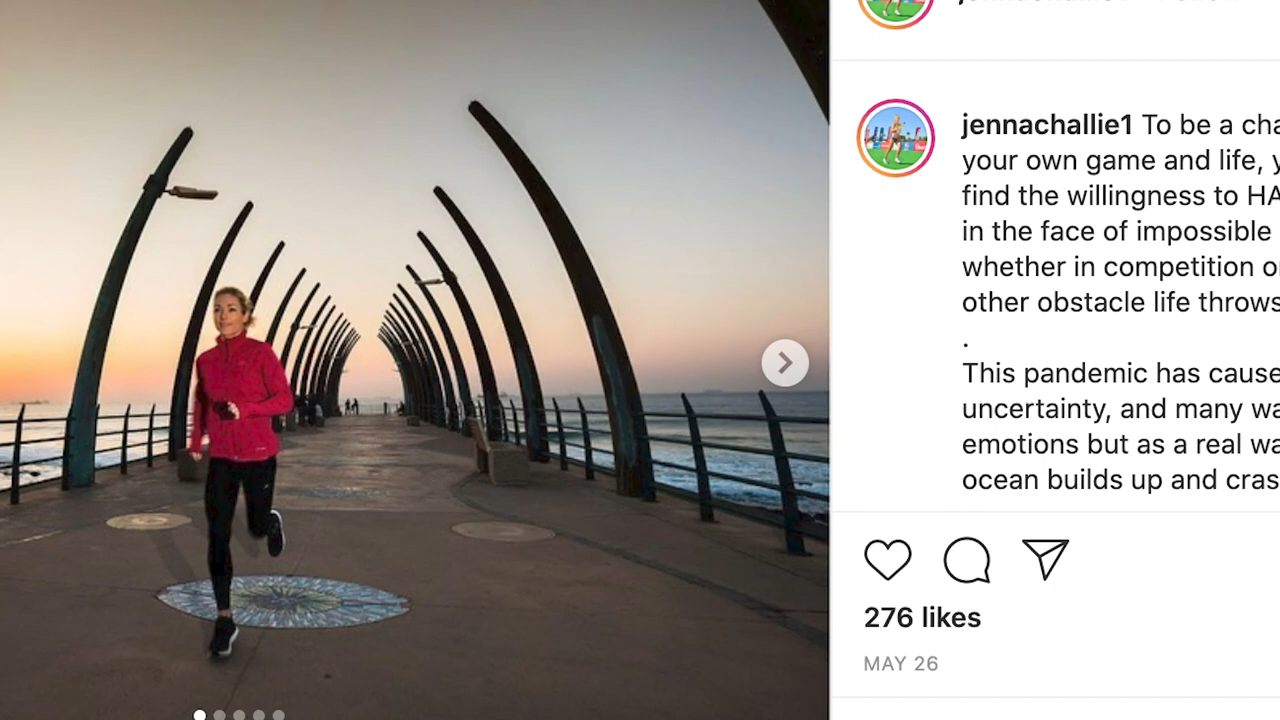 jennachallie1 To be a cha
your own game and life, y
find the willingness to HA
in the face of impossible
whether in competition o
other obstacle life throws
.
This pandemic has cause
uncertainty, and many wa
emotions but as a real wa
ocean builds up and cras
276 likes
MAY 26